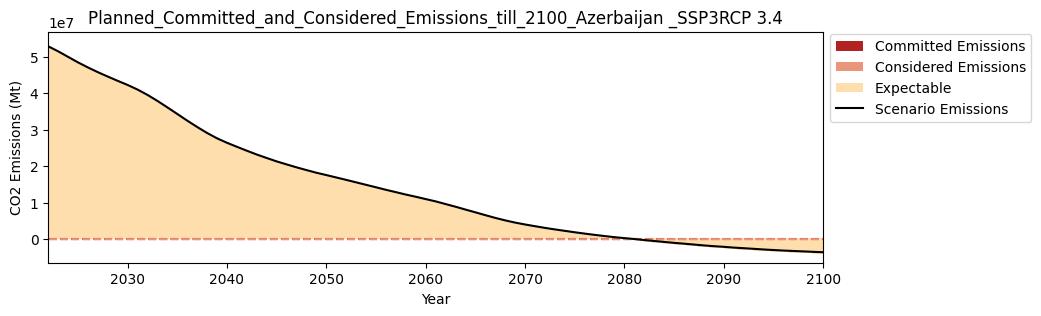 Planned_Committed_and_Considered_Emissions_till_2100_Azerbaijan _SSP3RCP 3.4
1e7
Committed Emissions
Considered Emissions
Expectable
Scenario Emissions
CO2 Emissions (Mt)
5
4
3
2
1
0
2030 2040 2050 2060 2070 2080 2090 2100
Year